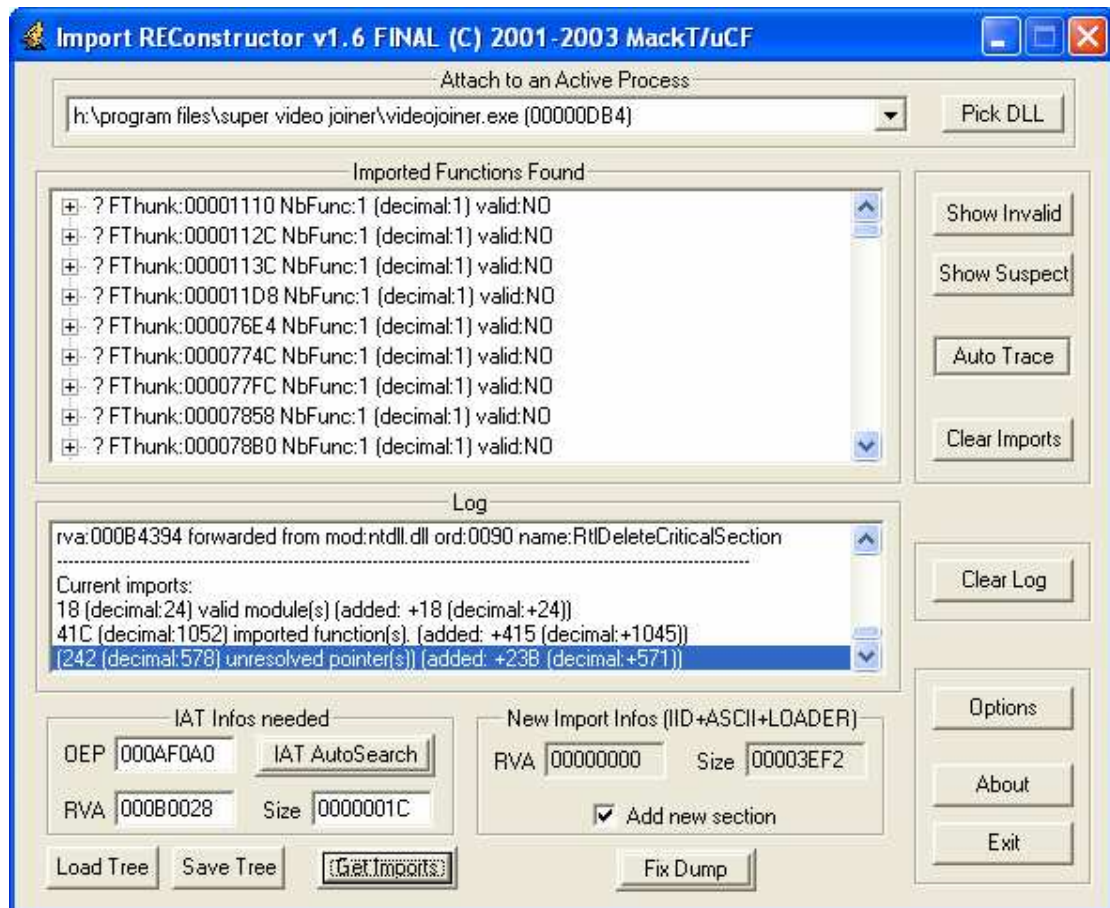 Import REConstructor v1.6 FINAL (C) 2001-2003 MackT/uCF
Attach to an Active Process
h:\program files\super video joiner\videojoiner.exe (00000DB4)
Pick DLL
Imported Functions Found
? FThunk:00001110 NbFunc:1 (decimal:1) valid:NO
? FThunk:0000112C NbFunc:1 (decimal:1) valid:NO
? FThunk:0000113C NbFunc:1 (decimal:1) valid:NO
? FThunk:000011D8 NbFunc:1 (decimal:1) valid:NO
? FThunk:000076E4 NbFunc:1 (decimal:1) valid:NO
? FThunk:0000774C NbFunc:1 (decimal:1) valid:NO
? FThunk:000077FC NbFunc:1 (decimal:1) valid:NO
? FThunk:00007858 NbFunc:1 (decimal:1) valid:NO
? FThunk:000078B0 NbFunc:1 (decimal:1) valid:NO
Show Invalid
Show Suspect
Auto Trace
Clear Imports
Log
rva:000B4394 forwarded from mod:ntdll.dll ord:0090 name:RtlDeleteCriticalSection
---------------------------------------------------------------------------
Current imports:
18 (decimal:24) valid module(s) (added: +18 (decimal:+24))
41C (decimal:1052) imported function(s). (added: +415 (decimal:+1045))
(242 (decimal:578) unresolved pointer(s)) (added: +23B (decimal:+571))
Clear Log
IAT Infos needed
OEP 000AF0A0 IAT AutoSearch
RVA 000B0028 Size 0000001C
New Import Infos (IID+ASCII+LOADER)
RVA 00000000 Size 00003EF2
Add new section
Options
About
Exit
Load Tree Save Tree Get Imports Fix Dump